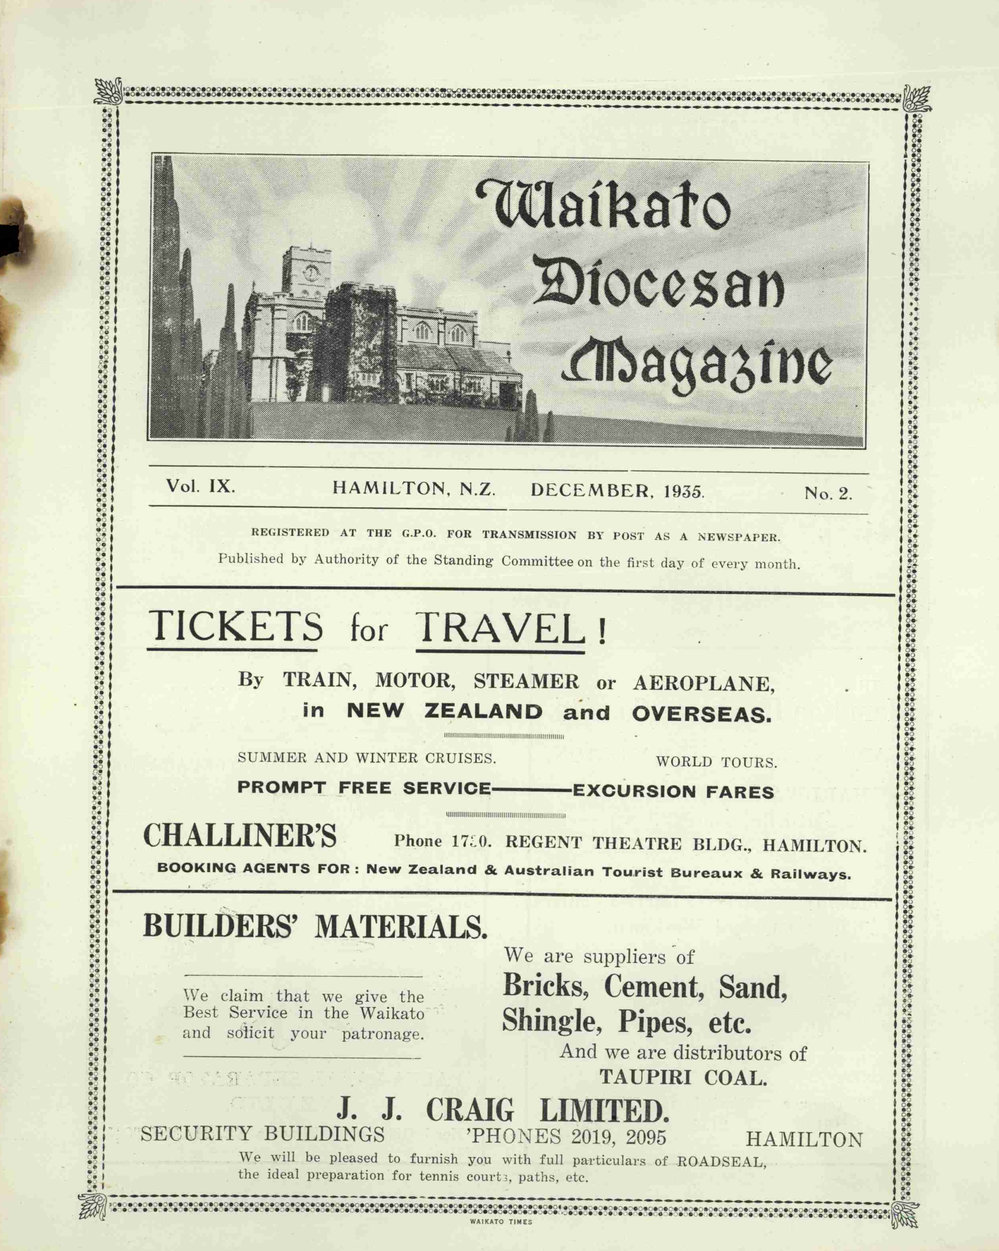 Waikato
Diocesan
Magazine
Vol. IX. HAMILTON, N.Z. DECEMBER, 1935. No. 2.
REGISTERED AT THE G.P.O. FOR TRANSMISSION BY POST AS A NEWSPAPER.
Published by Authority of the Standing Committee on the first day of every month.
TICKETS for TRAVEL!
By TRAIN, MOTOR, STEAMER or AEROPLANE,
in NEW ZEALAND and OVERSEAS.
SUMMER AND WINTER CRUISES. WORLD TOURS.
PROMPT FREE SERVICE——EXCURSION FARES
CHALLINER'S Phone REGENT THEATRE BLDG., HAMILTON.
BOOKING AGENTS FOR: New Zealand & Australian Tourist Bureaux & Railways.
BUILDERS' MATERIALS.
We claim that we give the
Best Service in the Waikato
and solicit your patronage.
We are suppliers of
Bricks, Cement, Sand,
Shingle, Pipes, etc.
And we are distributors of
TAUPIRI COAL.
J. J. CRAIG LIMITED.
SECURITY BUILDINGS 'PHONES 2019, 2095 HAMILTON
We will be pleased to furnish you with full particulars of ROADSEAL,
the ideal preparation for tennis courts, paths, etc.
WAIKATO TIMES